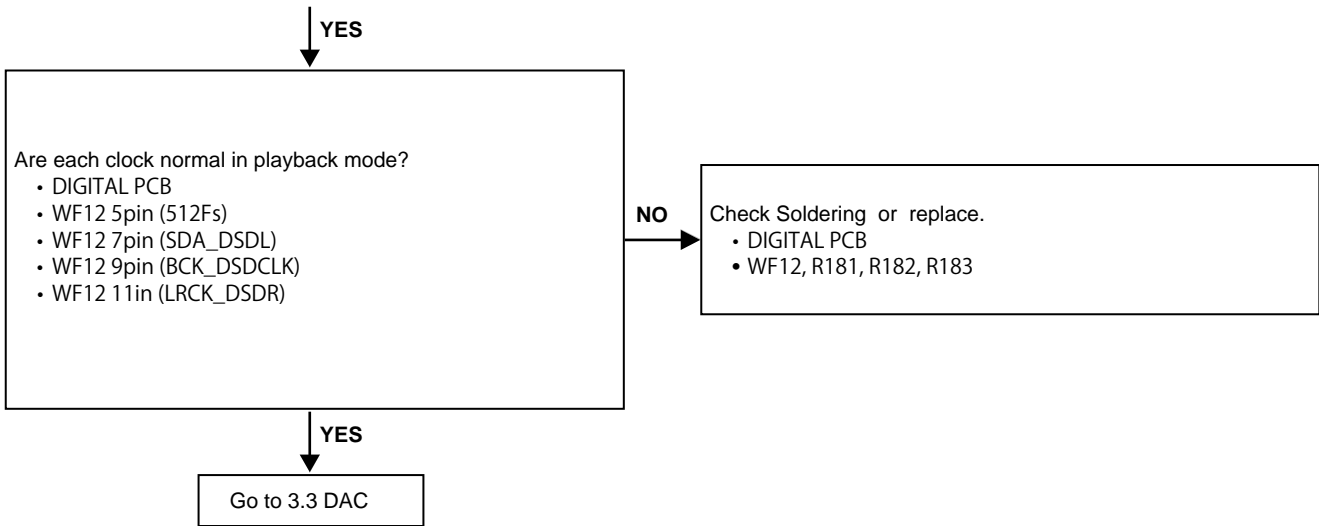 YES
Are each clock normal in playback mode?
• DIGITAL PCB
• WF12 5pin (512Fs)
• WF12 7pin (SDA_DSDL)
• WF12 9pin (BCK_DSDCLK)
• WF12 11in (LRCK_DSDR)
NO
Check Soldering or replace.
• DIGITAL PCB
• WF12, R181, R182, R183
YES
Go to 3.3 DAC